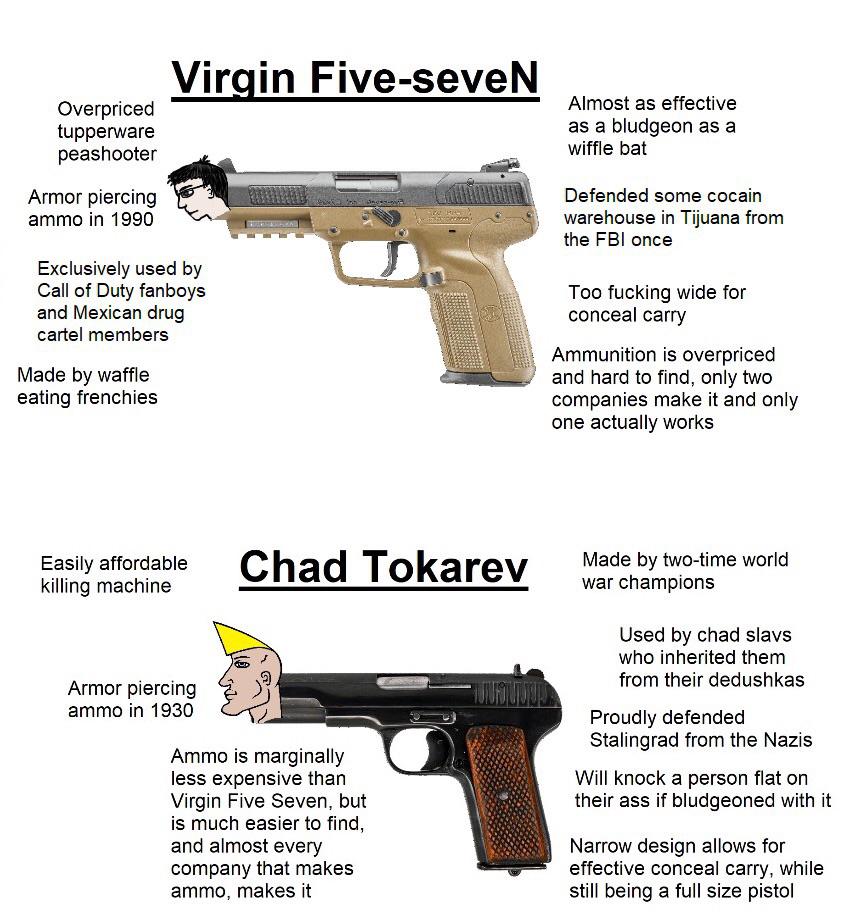 Virgin Five-seveN
Overpriced
tupperware
peashooter
Armor piercing
ammo in 1990
Exclusively used by
Call of Duty fanboys
and Mexican drug
cartel members
Made by waffle
eating frenchies
Almost as effective
as a bludgeon as a
wiffle bat
Defended some cocain
warehouse in Tijuana from
the FBI once
Too fucking wide for
conceal carry
Ammunition is overpriced
and hard to find, only two
companies make it and only
one actually works
Chad Tokarev
Easily affordable
killing machine
Armor piercing
ammo in 1930
Ammo is marginally
less expensive than
Virgin Five Seven, but
is much easier to find,
and almost every
company that makes
ammo, makes it
Made by two-time world
war champions
Used by chad slavs
who inherited them
from their dedushkas
Proudly defended
Stalingrad from the Nazis
Will knock a person flat on
their ass if bludgeoned with it
Narrow design allows for
effective conceal carry, while
still being a full size pistol